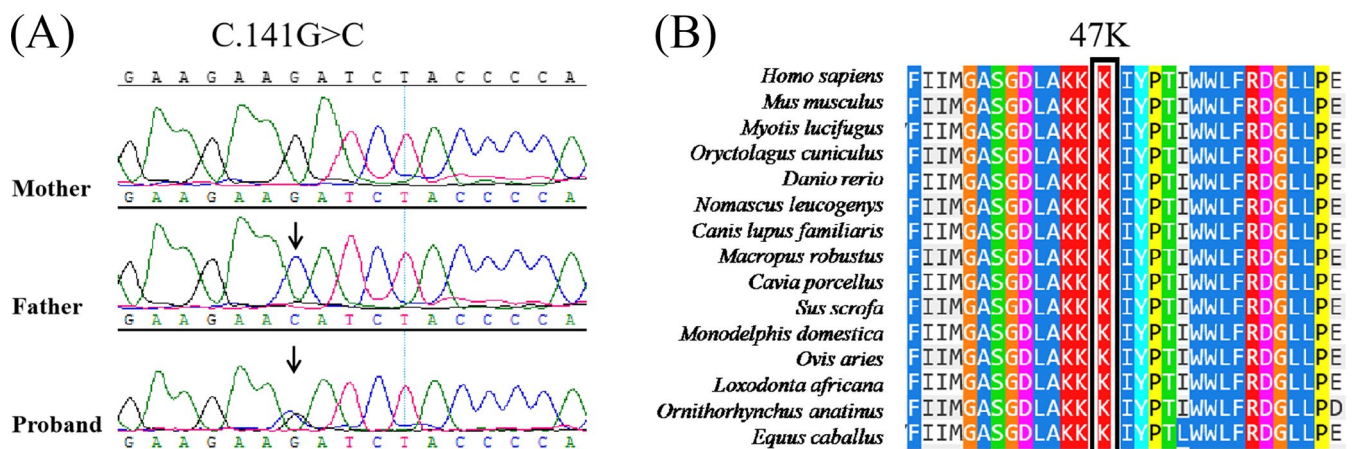 (A)
C.141G>C
G A A G A A G A T C T A C C C C A
Mother
G A A G A A G A T C T A C C C C A
Father
G A A G A A C A T C T A C C C C A
Proband
G A A G A A G A T C T A C C C C A
(B)
47K
Homo sapiens FIIMGASGDLAKKKIYPTIWWLFRDGLLPE
Mus musculus FIIMGASGDLAKKKIYPTIWWLFRDGLLPE
Myotis lucifugus FIIMGASGDLAKKKIYPTIWWLFRDGLLPE
Oryctolagus cuniculus FIIMGASGDLAKKKIYPTIWWLFRDGLLPE
Danio rerio FIIMGASGDLAKKKIYPTIWWLFRDGLLPE
Nomascus leucogenys FIIMGASGDLAKKKIYPTIWWLFRDGLLPE
Canis lupus familiaris FIIMGASGDLAKKKIYPTIWWLFRDGLLPE
Macropus robustus FIIMGASGDLAKKKIYPTIWWLFRDGLLPE
Cavia porcellus FIIMGASGDLAKKKIYPTIWWLFRDGLLPE
Sus scrofa FIIMGASGDLAKKKIYPTIWWLFRDGLLPE
Monodelphis domestica FIIMGASGDLAKKKIYPTIWWLFRDGLLPE
Ovis aries FIIMGASGDLAKKKIYPTIWWLFRDGLLPE
Loxodonta africana FIIMGASGDLAKKKIYPTIWWLFRDGLLPE
Ornithorhynchus anatinus FIIMGASGDLAKKKIYPTIWWLFRDGLLPD
Equus caballus FIIMGASGDLAKKKIYPTLWWLFRDGLLPE